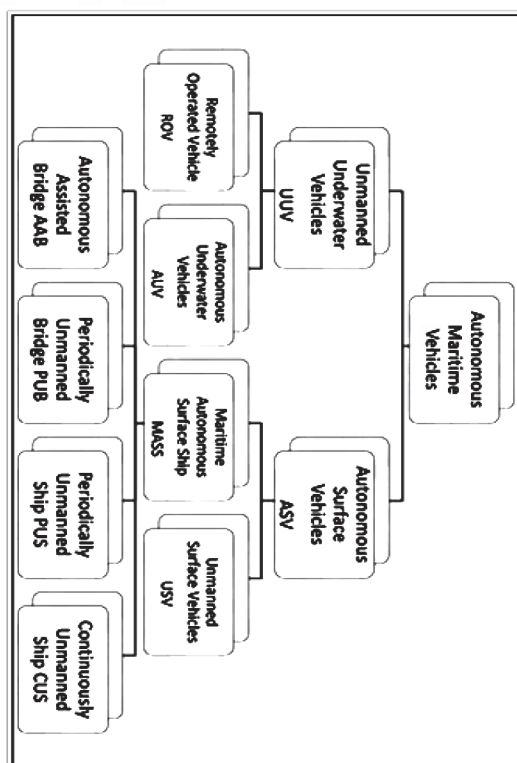 Autonomous
Maritime
Vehicles
Unmanned
Underwater
Vehicles
UUV
Autonomous
Surface
Vehicles
ASV
Remotely
Operated Vehicle
ROV
Autonomous
Underwater
Vehicles
AUV
Maritime
Autonomous
Surface Ship
MASS
Unmanned
Surface Vehicles
USV
Autonomous
Assisted
Bridge AAB
Periodically
Unmanned
Bridge PUB
Periodically
Unmanned
Ship PUS
Continuously
Unmanned
Ship CUS